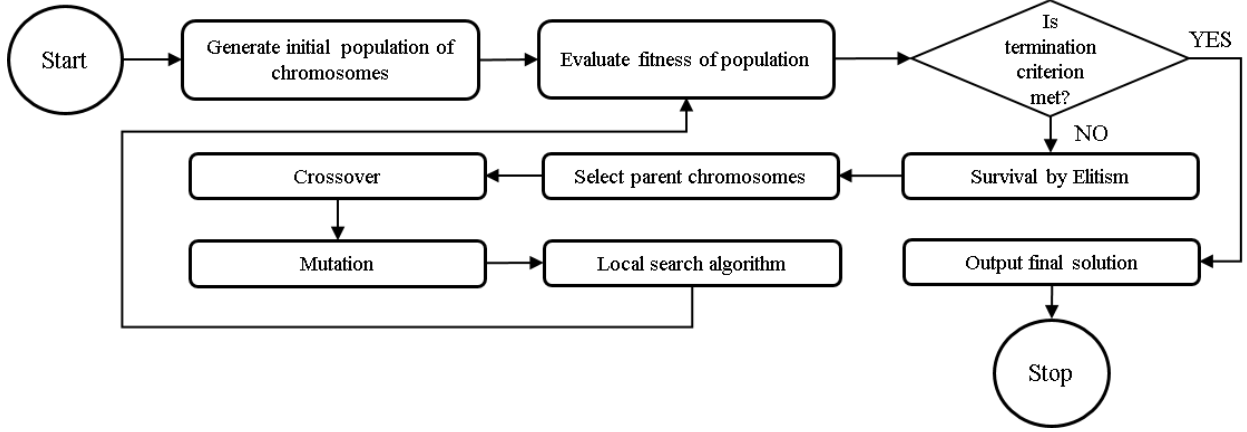 Start
Generate initial population of
chromosomes
Evaluate fitness of population
Is
termination
criterion
met?
YES
NO
Crossover
Select parent chromosomes
Survival by Elitism
Mutation
Local search algorithm
Output final solution
Stop